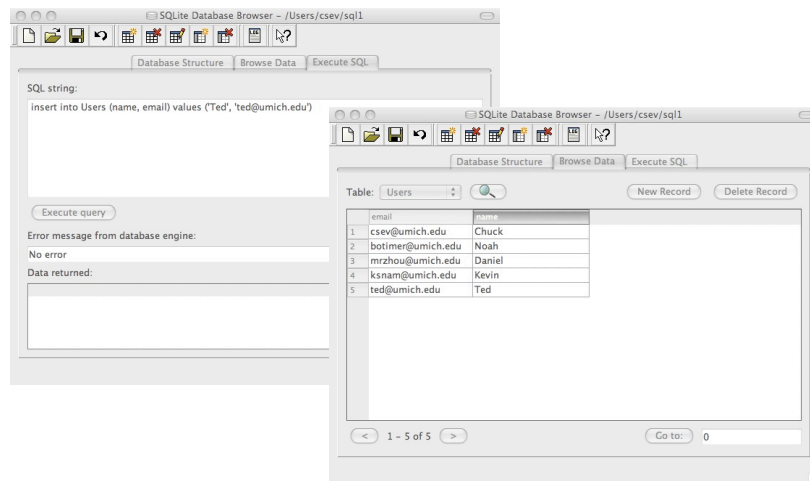 SQLite Database Browser – /Users/csev/sql1
Database Structure Browse Data Execute SQL
SQL string:
insert into Users (name, email) values ('Ted', 'ted@umich.edu')
Execute query
Error message from database engine:
No error
Data returned:
SQLite Database Browser – /Users/csev/sql1
Database Structure Browse Data Execute SQL
Table: Users New Record Delete Record
email name
1 csev@umich.edu Chuck
2 botimer@umich.edu Noah
3 mrzhou@umich.edu Daniel
4 ksnam@umich.edu Kevin
5 ted@umich.edu Ted
< 1 – 5 of 5 > Go to: 0